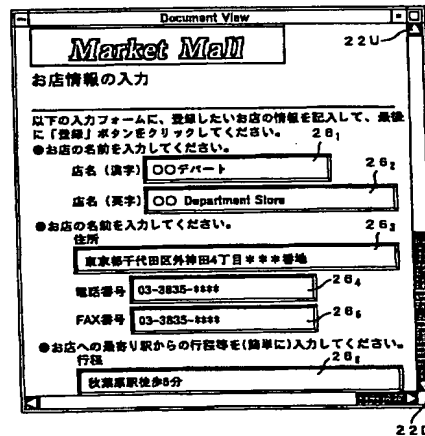 Document View
22U
Market Mall
お店情報の入力
以下の入力フォームに、登録したいお店の情報を記入して、最後
に「登録」ボタンをクリックしてください。
●お店の名前を入力してください。
26₁
店名(漢字) 〇〇デパート
26₂
店名(英字) 〇〇 Department Store
●お店の名前を入力してください。
26₃
住所
東京都千代田区外神田4丁目***番地
電話番号 03-3835-****
26₄
FAX番号 03-3835-****
26₅
●お店への最寄り駅からの行程等を(簡単に)入力してください。
行程
26₆
秋葉原駅徒歩5分
22D